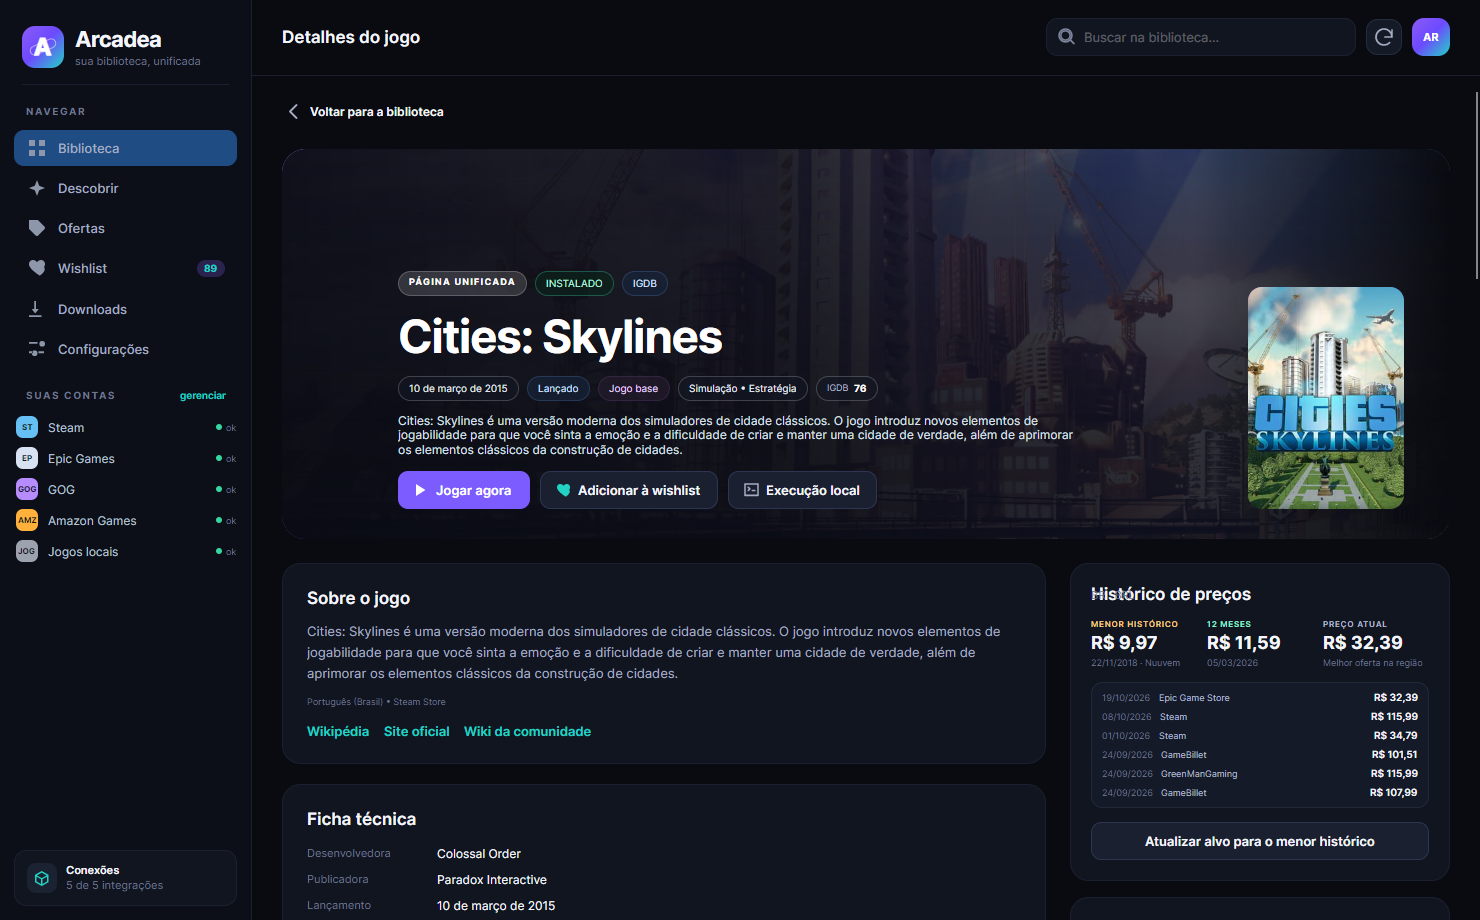 Arcadea
sua biblioteca, unificada
NAVEGAR
Biblioteca
Descobrir
Ofertas
Wishlist 89
Downloads
Configurações
SUAS CONTAS gerenciar
ST Steam ok
EP Epic Games ok
GOG GOG ok
AMZ Amazon Games ok
JOG Jogos locais ok
Conexões
5 de 5 integrações
Detalhes do jogo
Buscar na biblioteca...
AR
Voltar para a biblioteca
PÁGINA UNIFICADA INSTALADO IGDB
Cities: Skylines
10 de março de 2015 Lançado Jogo base Simulação • Estratégia IGDB 76
Cities: Skylines é uma versão moderna dos simuladores de cidade clássicos. O jogo introduz novos elementos de
jogabilidade para que você sinta a emoção e a dificuldade de criar e manter uma cidade de verdade, além de aprimorar
os elementos clássicos da construção de cidades.
Jogar agora Adicionar à wishlist Execução local
CITIES
SKYLINES
Sobre o jogo
Cities: Skylines é uma versão moderna dos simuladores de cidade clássicos. O jogo introduz novos elementos de
jogabilidade para que você sinta a emoção e a dificuldade de criar e manter uma cidade de verdade, além de
aprimorar os elementos clássicos da construção de cidades.
Português (Brasil) • Steam Store
Wikipédia Site oficial Wiki da comunidade
Ficha técnica
Desenvolvedora Colossal Order
Publicadora Paradox Interactive
Lançamento 10 de março de 2015
Histórico de preços
MENOR HISTÓRICO 12 MESES PREÇO ATUAL
R$ 9,97 R$ 11,59 R$ 32,39
22/11/2018 · Nuuvem 05/03/2026 Melhor oferta na região
19/10/2026 Epic Game Store R$ 32,39
08/10/2026 Steam R$ 115,99
01/10/2026 Steam R$ 34,79
24/09/2026 GameBillet R$ 101,51
24/09/2026 GreenManGaming R$ 115,99
24/09/2026 GameBillet R$ 107,99
Atualizar alvo para o menor histórico